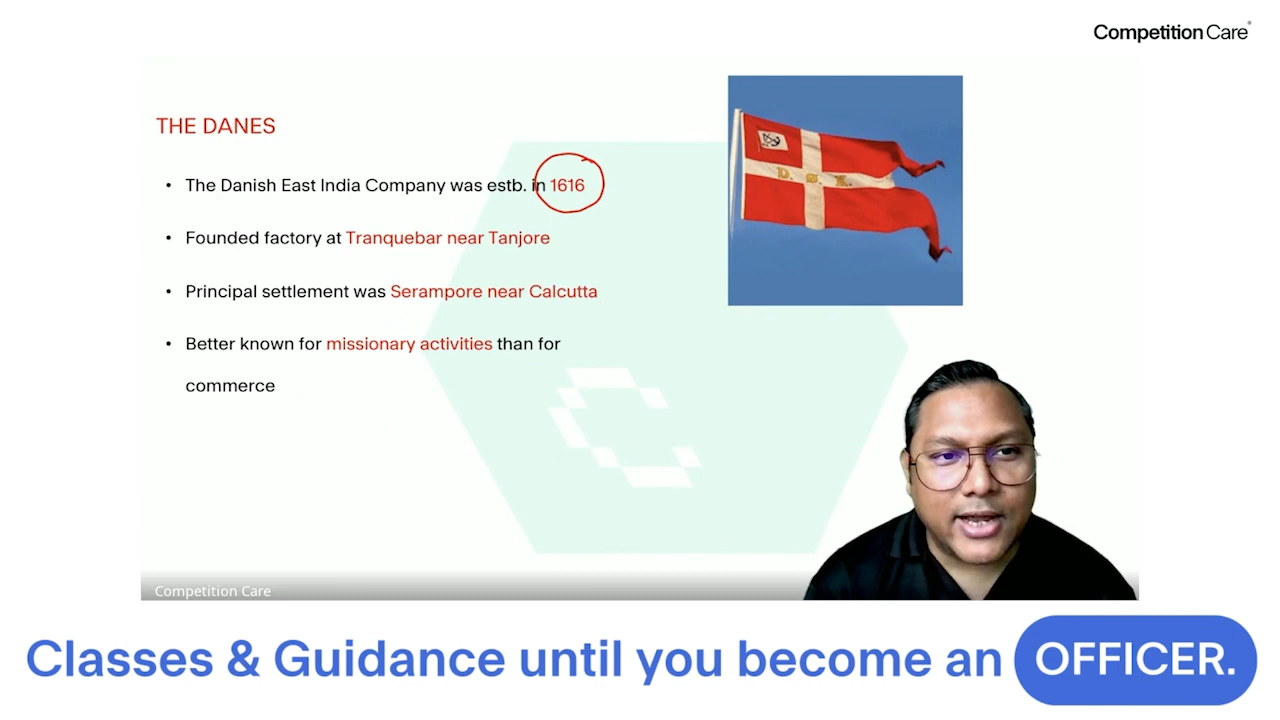 Competition Care
THE DANES
• The Danish East India Company was estb. in 1616
• Founded factory at Tranquebar near Tanjore
• Principal settlement was Serampore near Calcutta
• Better known for missionary activities than for
commerce
Competition Care
Classes & Guidance until you become an OFFICER.